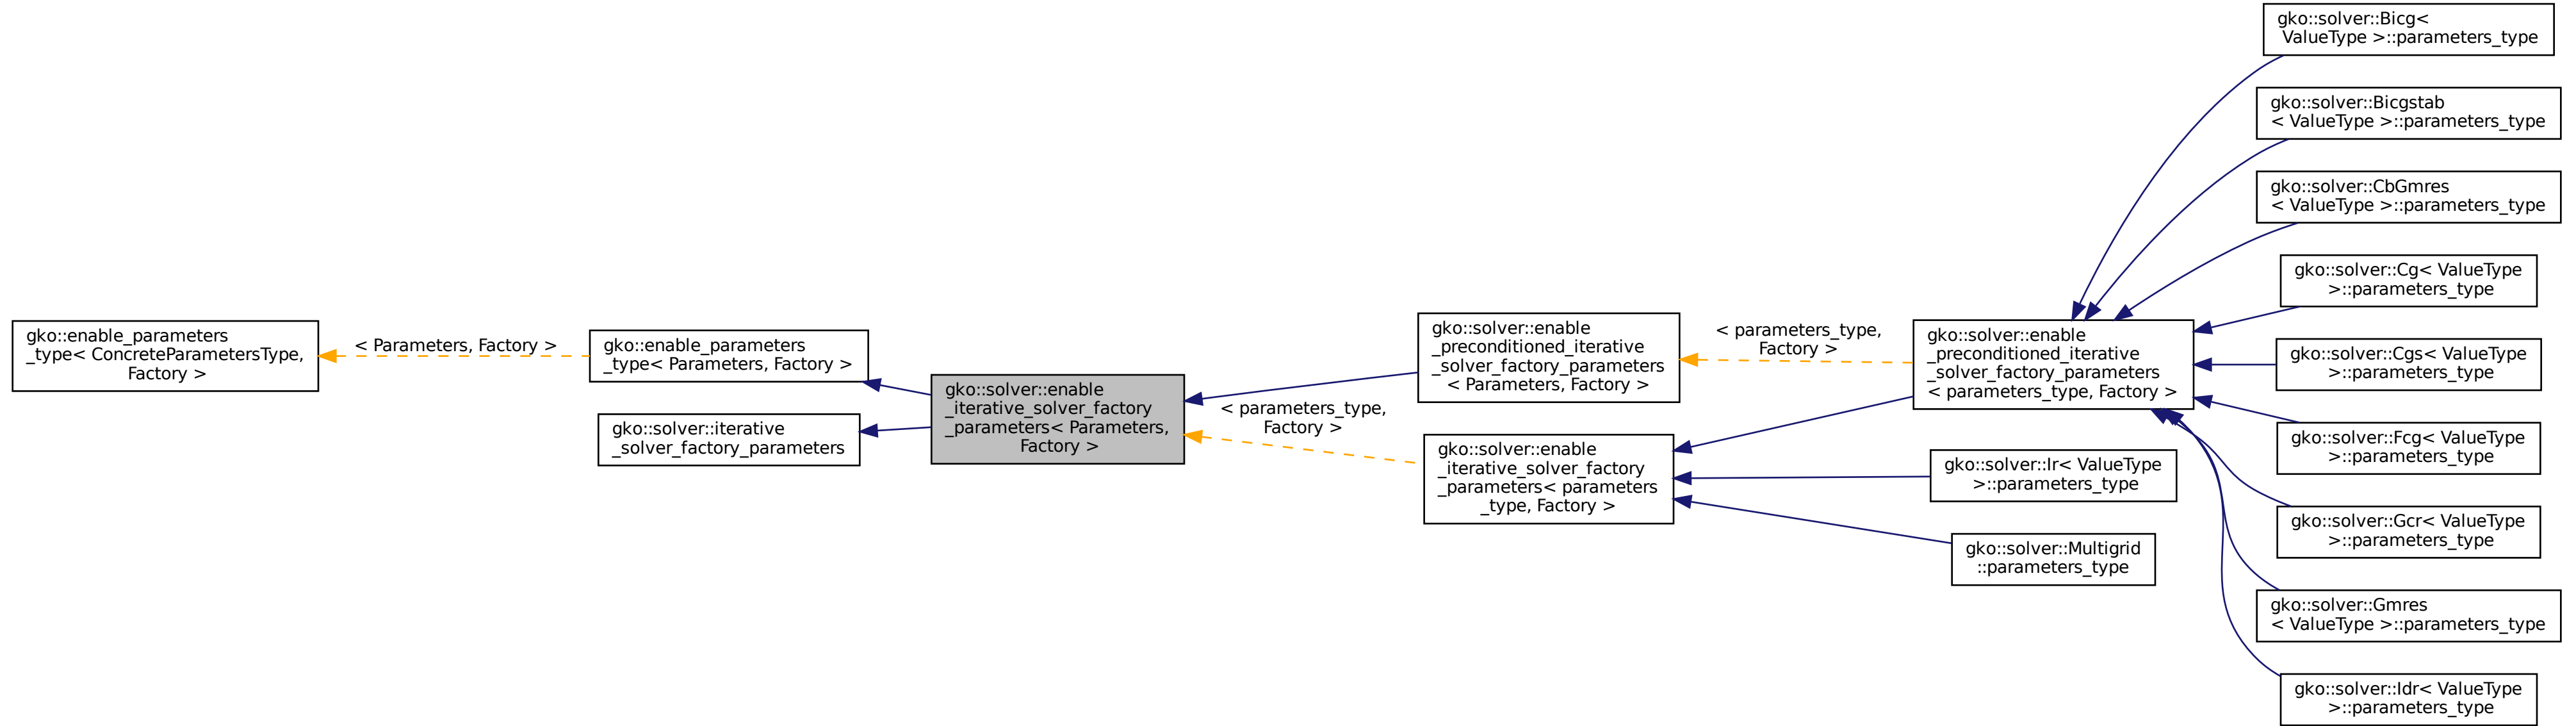 gko::enable_parameters
_type< ConcreteParametersType,
Factory >
< Parameters, Factory >
gko::enable_parameters
_type< Parameters, Factory >
gko::solver::iterative
_solver_factory_parameters
gko::solver::enable
_iterative_solver_factory
_parameters< Parameters,
Factory >
< parameters_type,
Factory >
gko::solver::enable
_preconditioned_iterative
_solver_factory_parameters
< Parameters, Factory >
gko::solver::enable
_iterative_solver_factory
_parameters< parameters
_type, Factory >
< parameters_type,
Factory >
gko::solver::enable
_preconditioned_iterative
_solver_factory_parameters
< parameters_type, Factory >
gko::solver::Ir< ValueType
>::parameters_type
gko::solver::Multigrid
::parameters_type
gko::solver::Bicg<
ValueType >::parameters_type
gko::solver::Bicgstab
< ValueType >::parameters_type
gko::solver::CbGmres
< ValueType >::parameters_type
gko::solver::Cg< ValueType
>::parameters_type
gko::solver::Cgs< ValueType
>::parameters_type
gko::solver::Fcg< ValueType
>::parameters_type
gko::solver::Gcr< ValueType
>::parameters_type
gko::solver::Gmres
< ValueType >::parameters_type
gko::solver::Idr< ValueType
>::parameters_type